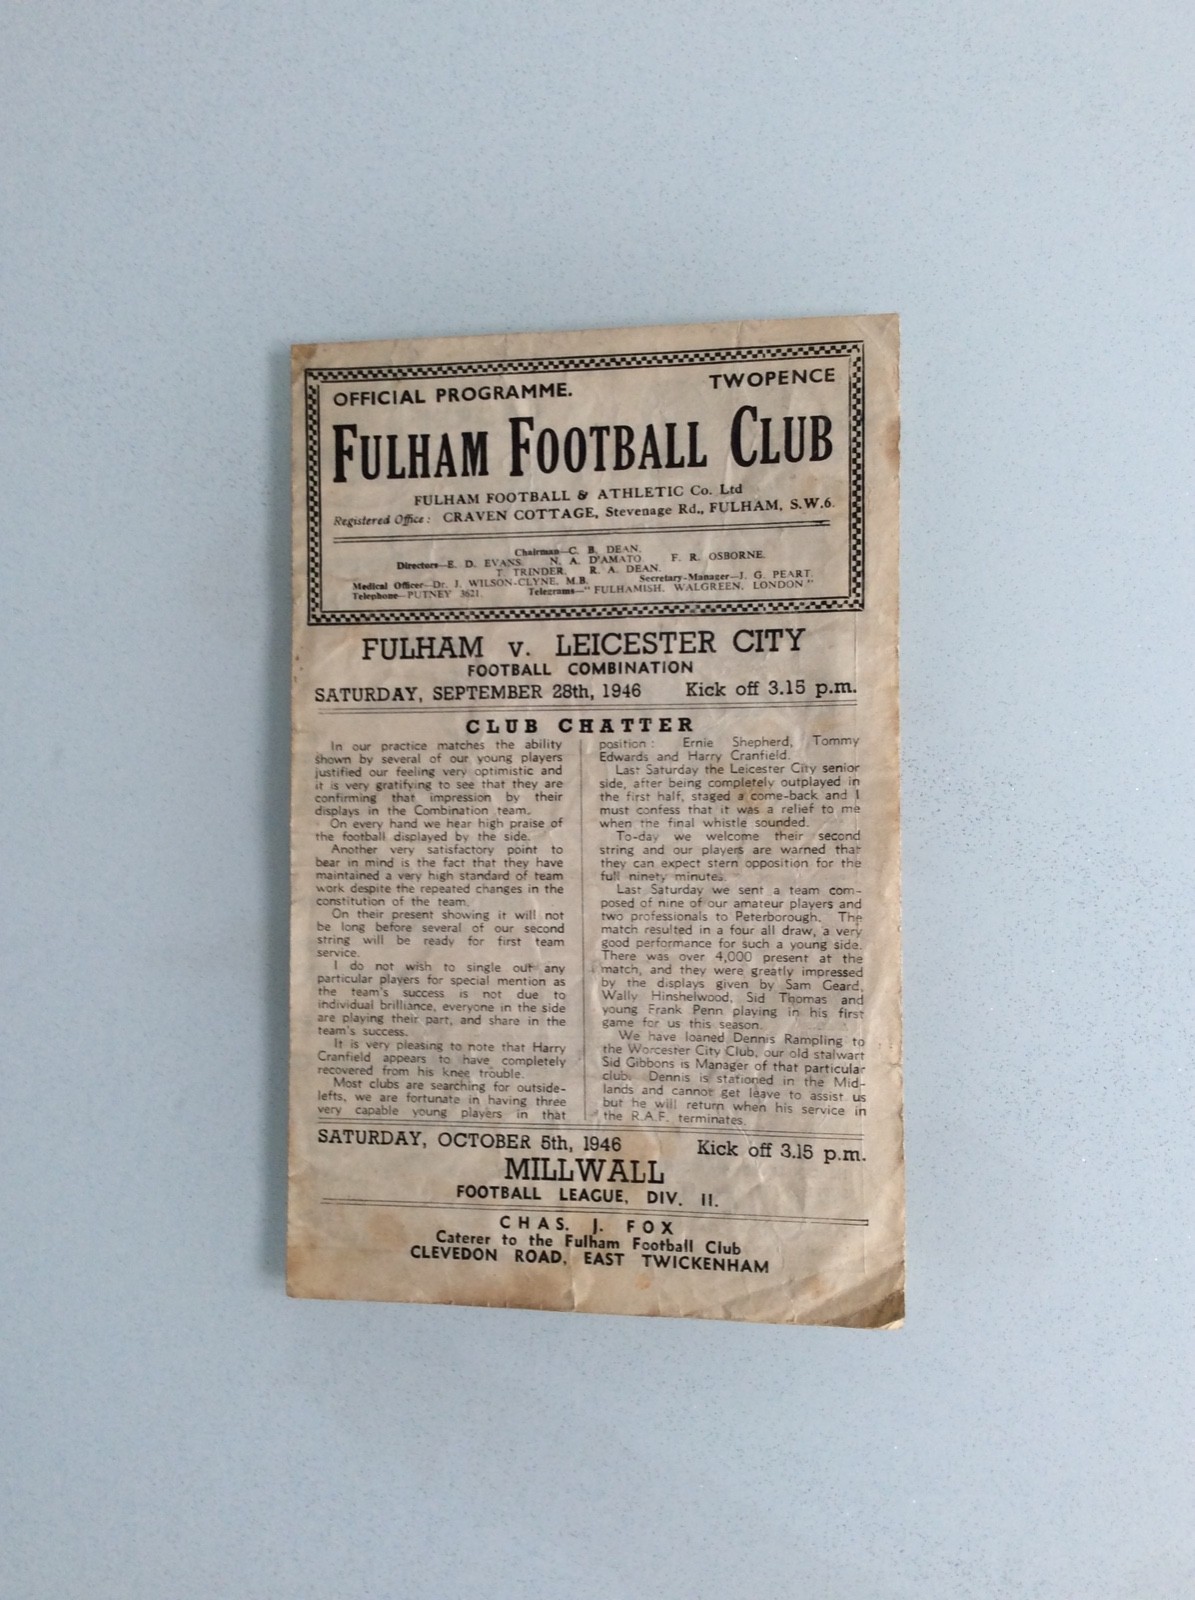 OFFICIAL PROGRAMME. TWOPENCE
FULHAM FOOTBALL CLUB
FULHAM FOOTBALL & ATHLETIC Co. Ltd
Registered Office: CRAVEN COTTAGE, Stevenage Rd., FULHAM, S.W.6.
Chairman—C. B. DEAN.
Directors—E. D. EVANS. N. A. D'AMATO. F. R. OSBORNE.
T. TRINDER. R. A. DEAN.
Medical Officer—Dr. J. WILSON-CLYNE, M.B. Secretary-Manager—J. G. PEART.
Telephone—PUTNEY 3621. Telegrams—"FULHAMISH, WALGREEN, LONDON."
FULHAM v. LEICESTER CITY
FOOTBALL COMBINATION
SATURDAY, SEPTEMBER 28th, 1946 Kick off 3.15 p.m.
CLUB CHATTER
In our practice matches the ability
shown by several of our young players
justified our feeling very optimistic and
it is very gratifying to see that they are
confirming that impression by their
displays in the Combination team.
On every hand we hear high praise of
the football displayed by the side.
Another very satisfactory point to
bear in mind is the fact that they have
maintained a very high standard of team
work despite the repeated changes in the
constitution of the team.
On their present showing it will not
be long before several of our second
string will be ready for first team
service.
I do not wish to single out any
particular players for special mention as
the team's success is not due to
individual brilliance, everyone in the side
are playing their part, and share in the
team's success.
It is very pleasing to note that Harry
Cranfield appears to have completely
recovered from his knee trouble.
Most clubs are searching for outside-
lefts, we are fortunate in having three
very capable young players in that
position: Ernie Shepherd, Tommy
Edwards and Harry Cranfield.
Last Saturday the Leicester City senior
side, after being completely outplayed in
the first half, staged a come-back and I
must confess that it was a relief to me
when the final whistle sounded.
To-day we welcome their second
string and our players are warned that
they can expect stern opposition for the
full ninety minutes.
Last Saturday we sent a team com-
posed of nine of our amateur players and
two professionals to Peterborough. The
match resulted in a four all draw, a very
good performance for such a young side.
There was over 4,000 present at the
match, and they were greatly impressed
by the displays given by Sam Geard,
Wally Hinshelwood, Sid Thomas and
young Frank Penn playing in his first
game for us this season.
We have loaned Dennis Rampling to
the Worcester City Club, our old stalwart
Sid Gibbons is Manager of that particular
club. Dennis is stationed in the Mid-
lands and cannot get leave to assist us
but he will return when his service in
the R.A.F. terminates.
SATURDAY, OCTOBER 5th, 1946 Kick off 3.15 p.m.
MILLWALL
FOOTBALL LEAGUE, DIV. II.
CHAS. J. FOX
Caterer to the Fulham Football Club
CLEVEDON ROAD, EAST TWICKENHAM